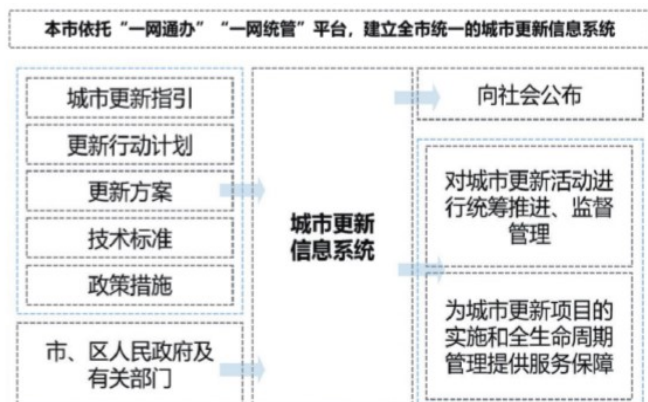 本市依托“一网通办”“一网统管”平台，建立全市统一的城市更新信息系统
城市更新指引
更新行动计划
更新方案
技术标准
政策措施
市、区人民政府及
有关部门
城市更新
信息系统
向社会公布
对城市更新活动进
行统筹推进、监督
管理
为城市更新项目的
实施和全生命周期
管理提供服务保障